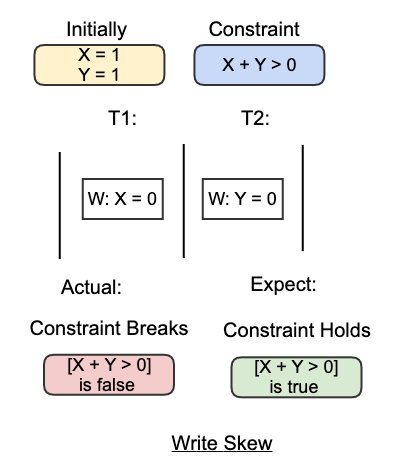 Initially
Constraint
X = 1
Y = 1
X + Y > 0
T1:
T2:
W: X = 0
W: Y = 0
Actual:
Expect:
Constraint Breaks
Constraint Holds
[X + Y > 0]
is false
[X + Y > 0]
is true
Write Skew